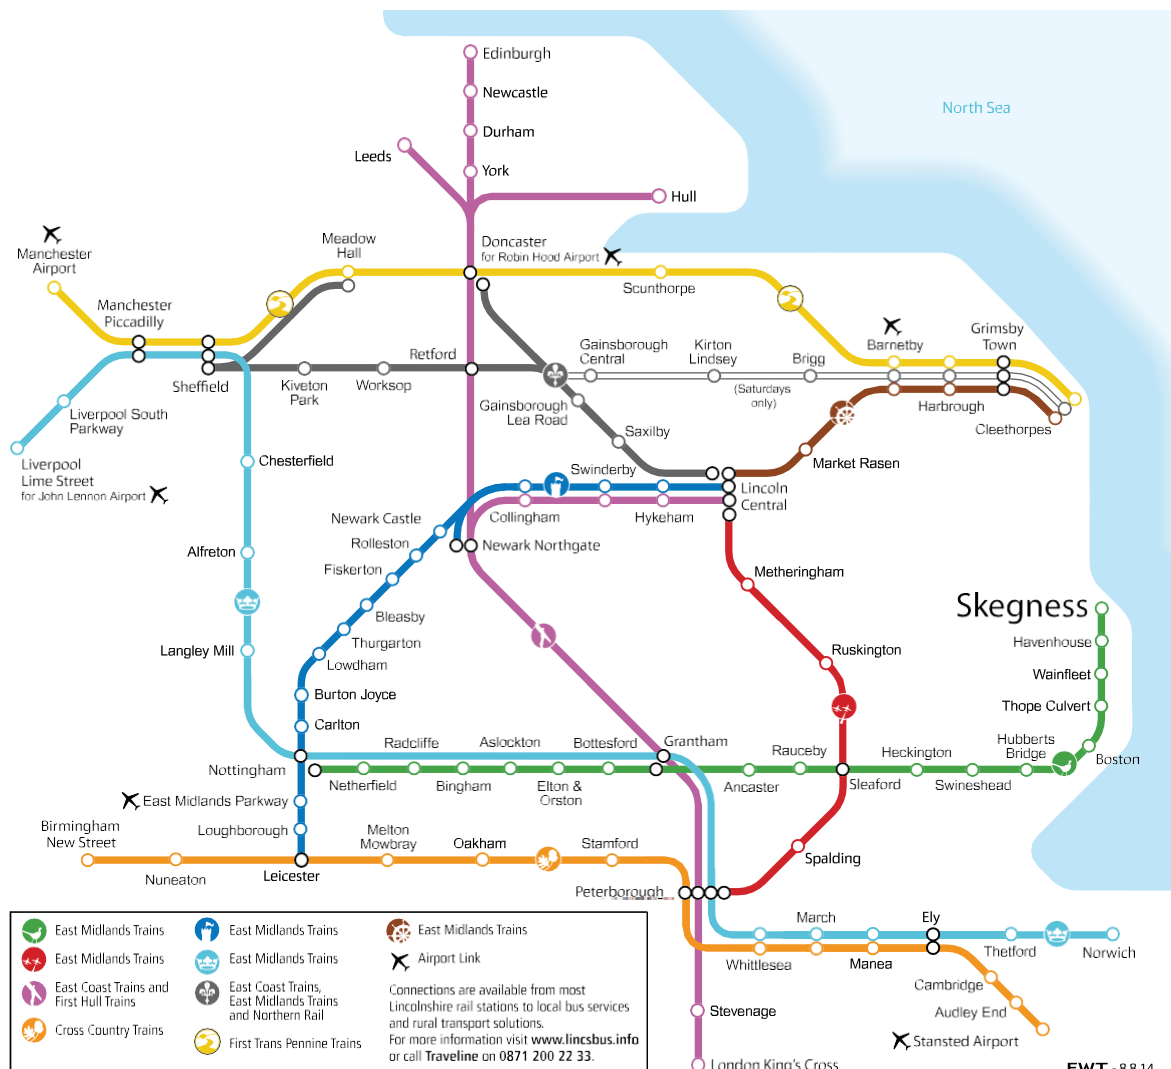 Edinburgh
Newcastle
Durham
York
Leeds
Hull
North Sea
Manchester
Airport
Meadow
Hall
Doncaster
for Robin Hood Airport
Scunthorpe
Manchester
Piccadilly
Barnetby
Grimsby
Town
Retford
Gainsborough
Central
Kirton
Lindsey
Brigg
(Saturdays
only)
Sheffield
Kiveton
Park
Worksop
Gainsborough
Lea Road
Harbrough
Cleethorpes
Liverpool South
Parkway
Saxilby
Liverpool
Lime Street
for John Lennon Airport
Chesterfield
Swinderby
Market Rasen
Lincoln
Central
Collingham
Hykeham
Newark Castle
Rolleston
Newark Northgate
Alfreton
Fiskerton
Metheringham
Bleasby
Skegness
Thurgarton
Havenhouse
Langley Mill
Lowdham
Ruskington
Wainfleet
Burton Joyce
Thope Culvert
Carlton
Radcliffe
Aslockton
Bottesford
Grantham
Rauceby
Heckington
Hubberts
Bridge
Boston
Nottingham
Netherfield
Bingham
Elton &
Orston
Ancaster
Sleaford
Swineshead
East Midlands Parkway
Loughborough
Birmingham
New Street
Melton
Mowbray
Oakham
Stamford
Nuneaton
Leicester
Spalding
Peterborough
March
Ely
Whittlesea
Manea
Thetford
Norwich
Cambridge
Audley End
Stansted Airport
Stevenage
London King's Cross
East Midlands Trains
East Midlands Trains
East Coast Trains and
First Hull Trains
Cross Country Trains
East Midlands Trains
East Midlands Trains
East Coast Trains,
East Midlands Trains
and Northern Rail
First Trans Pennine Trains
East Midlands Trains
Airport Link
Connections are available from most
Lincolnshire rail stations to local bus services
and rural transport solutions.
For more information visit www.lincsbus.info
or call Traveline on 0871 200 22 33.
EWT - 8.8.14